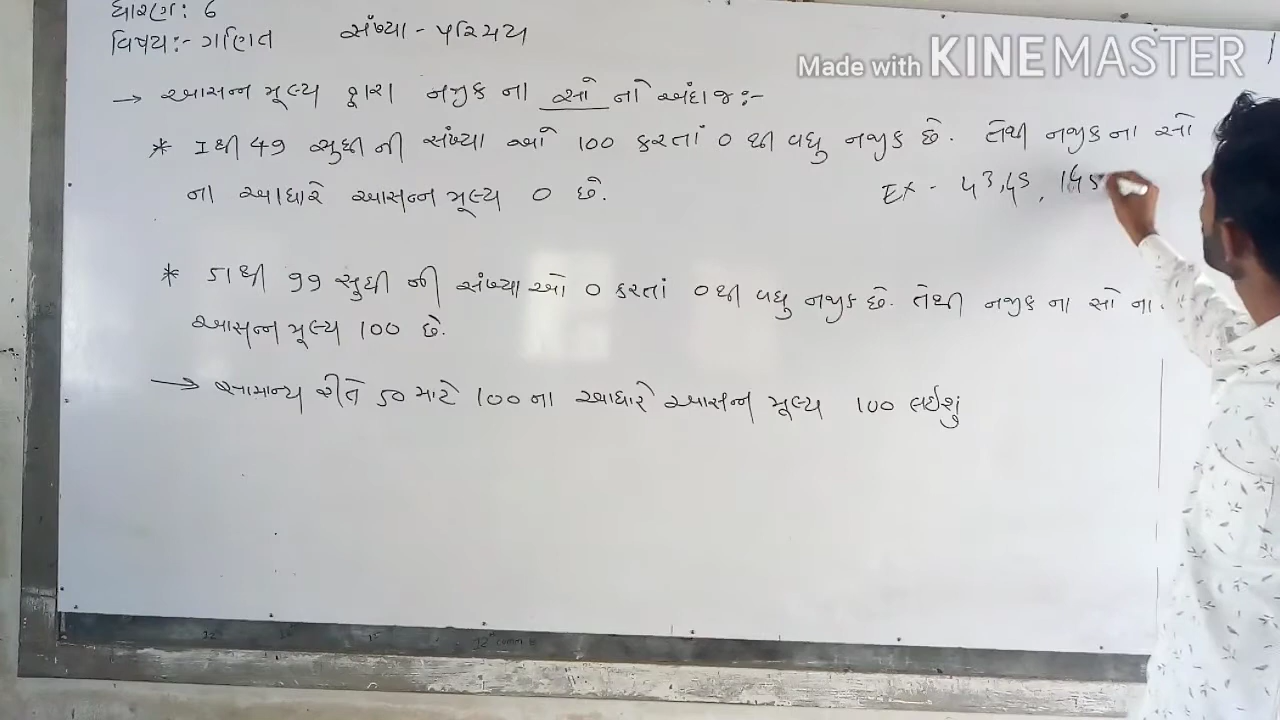 ધોરણ: 6
વિષય:- ગણિત સંખ્યા - પરિચય
Made with KINEMASTER
→ આસન્ન મૂલ્ય દ્વારા નજીક ના સો નો અંદાજ :-
* 1 થી 49 સુધી ની સંખ્યા ઓ 100 કરતાં 0 થી વધુ નજીક છે. તેથી નજીક ના સો
ના આધારે આસન્ન મૂલ્ય 0 છે.
Ex - 43, 45, 145
* 51 થી 99 સુધી ની સંખ્યા ઓ 0 કરતાં 0 થી વધુ નજીક છે. તેથી નજીક ના સો ના
આસન્ન મૂલ્ય 100 છે.
→ સામાન્ય રીતે 50 માટે 100 ના આધારે આસન્ન મૂલ્ય 100 લઈશું